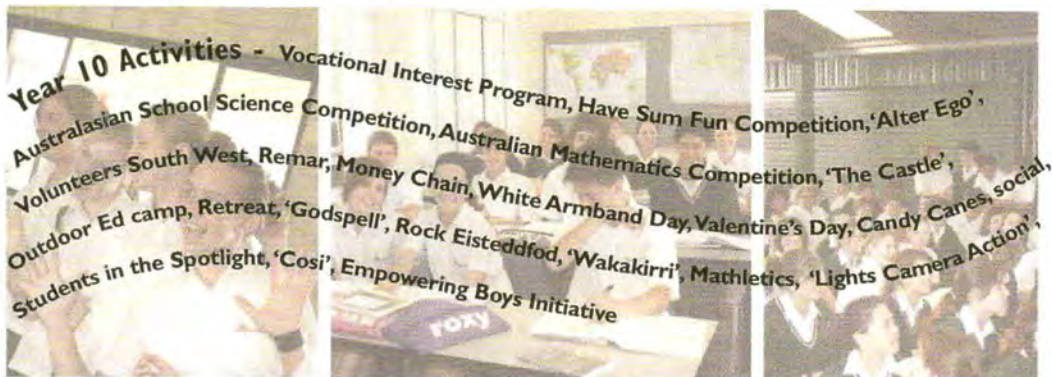 Year 10 Activities - Vocational Interest Program, Have Sum Fun Competition, 'Alter Ego',
Australasian School Science Competition, Australian Mathematics Competition, 'The Castle',
Volunteers South West, Remar, Money Chain, White Armband Day, Valentine's Day, Candy Canes, social,
Outdoor Ed camp, Retreat, 'Godspell', Rock Eisteddfod, 'Wakakirri', Mathletics, 'Lights Camera Action',
Students in the Spotlight, 'Cosi', Empowering Boys Initiative
roxy